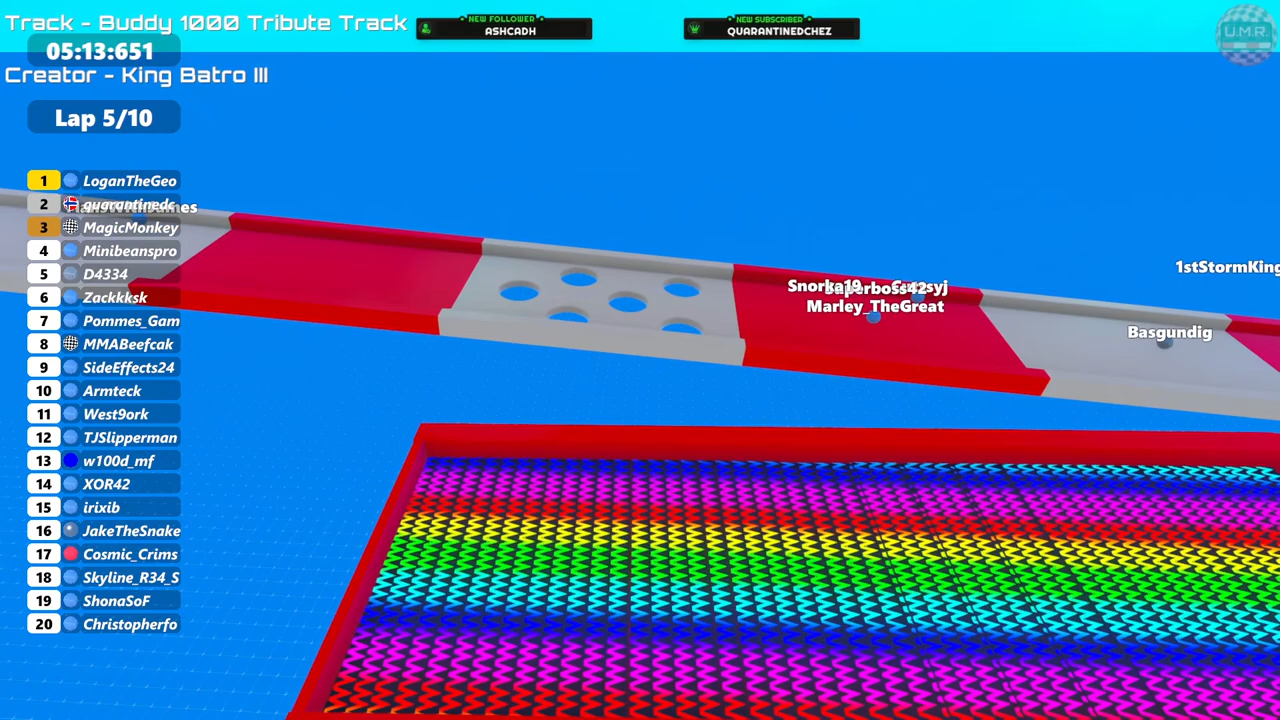 Track - Buddy 1000 Tribute Track
NEW FOLLOWER
ASHCADH
NEW SUBSCRIBER
QUARANTINEDCHEZ
U.M.R.
05:13:651
Creator - King Batro III
Lap 5/10
1 LoganTheGeo
2 quarantinedc
3 MagicMonkey
4 Minibeanspro
5 D4334
6 Zackkksk
7 Pommes_Gam
8 MMABeefcak
9 SideEffects24
10 Armteck
11 West9ork
12 TJSlipperman
13 w100d_mf
14 XOR42
15 irixib
16 JakeTheSnake
17 Cosmic_Crims
18 Skyline_R34_S
19 ShonaSoF
20 Christopherfo
1stStormKing
Snorka19
Superboss42
Marley_TheGreat
Basgundig